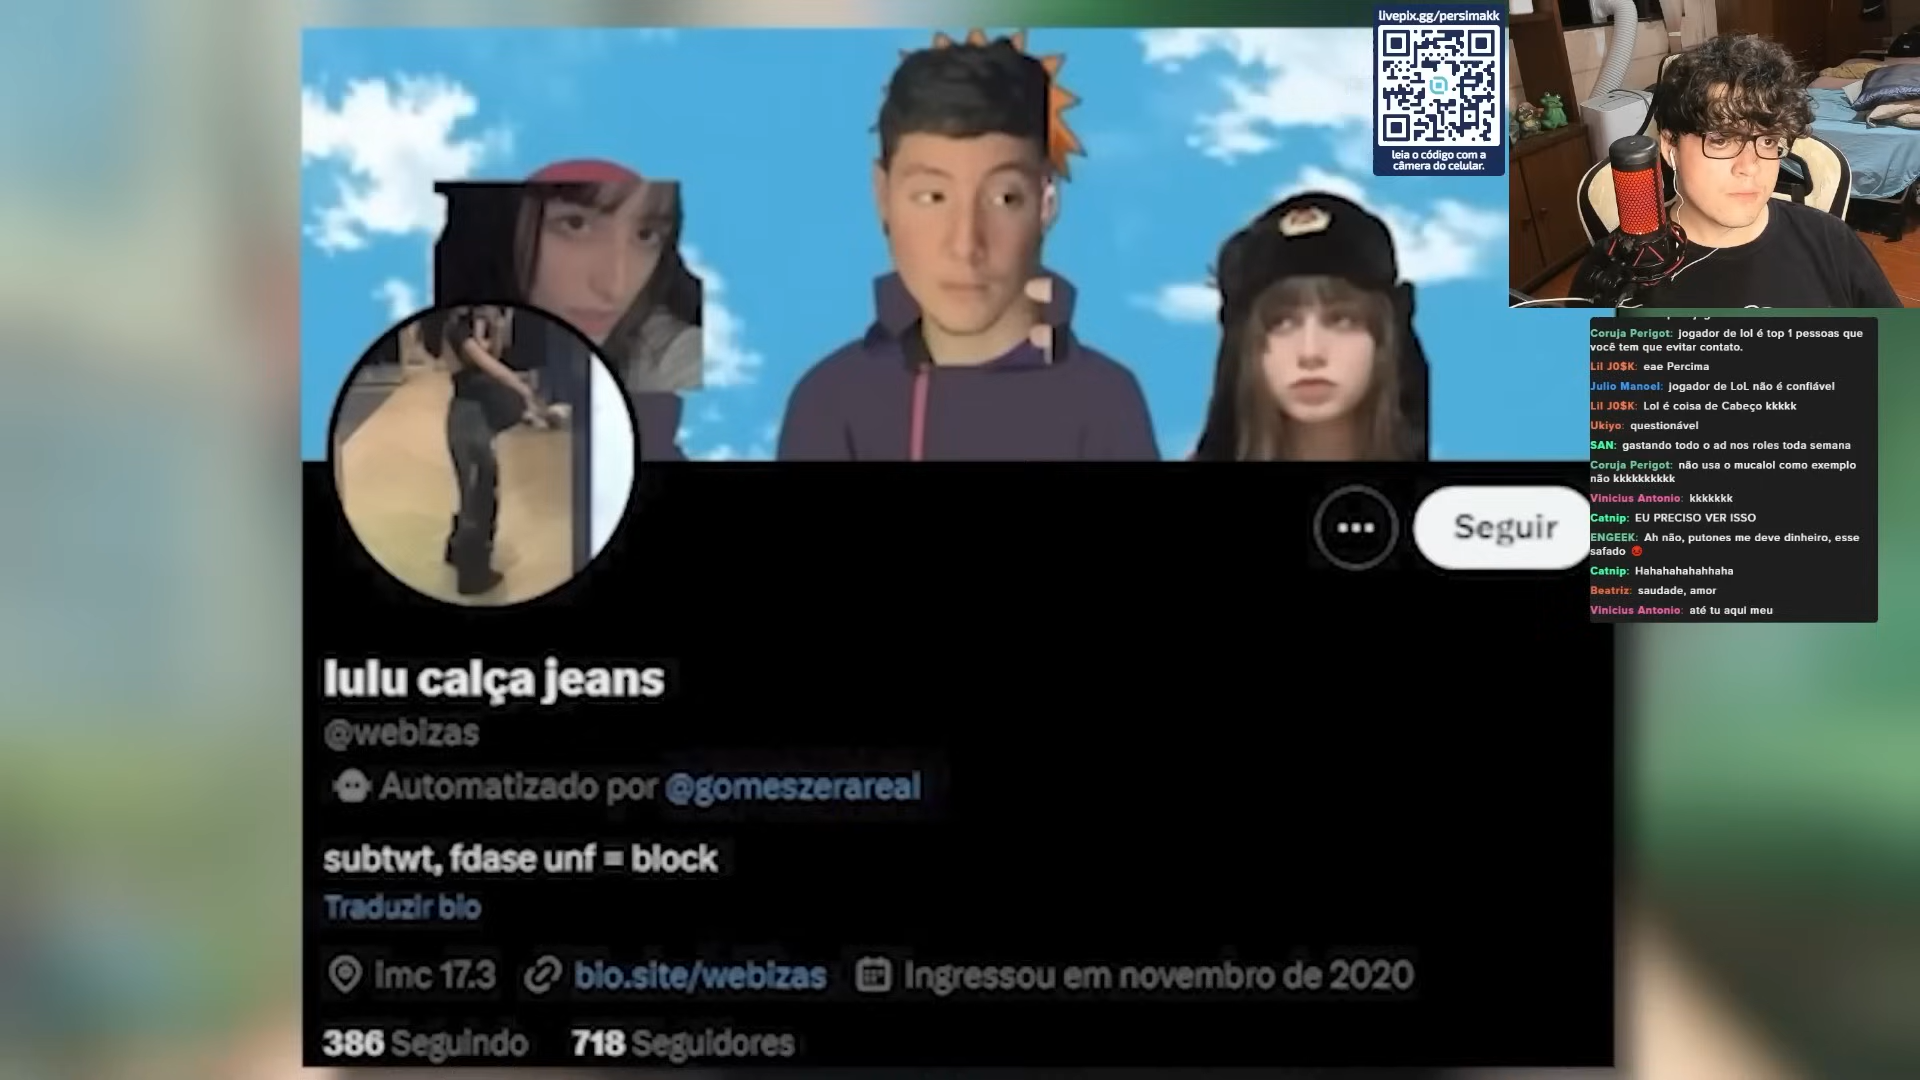 livepix.gg/persimakk
leia o código com a
câmera do celular.
Coruja Perigot: jogador de lol é top 1 pessoas que
você tem que evitar contato.
Lil JO$K: eae Percima
Julio Manoel: jogador de LoL não é confiável
Lil JO$K: Lol é coisa de Cabeço kkkkk
Ukiyo: questionável
SAN: gastando todo o ad nos roles toda semana
Coruja Perigot: não usa o mucalol como exemplo
não kkkkkkkkkk
Vinicius Antonio: kkkkkkk
Catnip: EU PRECISO VER ISSO
ENGEEK: Ah não, putones me deve dinheiro, esse
safado
Catnip: Hahahahahahhaha
Beatriz: saudade, amor
Vinicius Antonio: até tu aqui meu
Seguir
lulu calça jeans
@webizas
Automatizado por @gomeszerareal
subtwt, fdase unf = block
Traduzir bio
imc 17.3 bio.site/webizas Ingressou em novembro de 2020
386 Seguindo 718 Seguidores